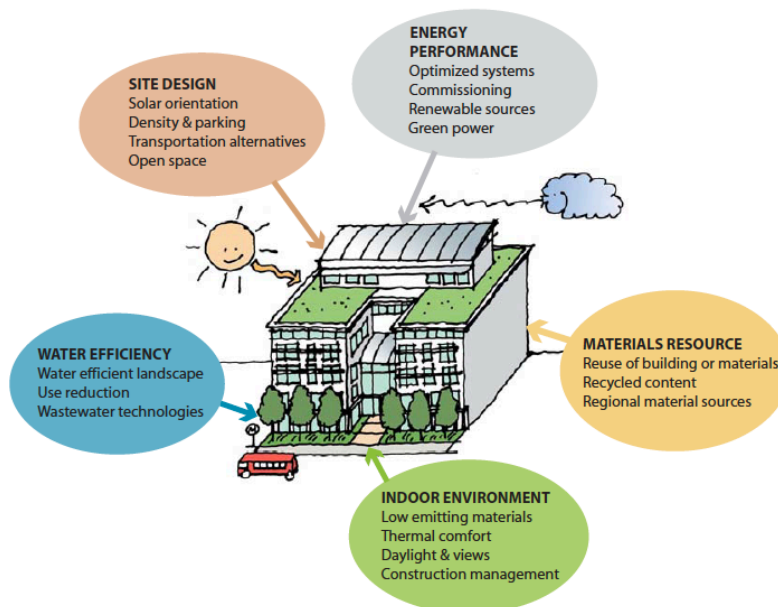 ENERGY
PERFORMANCE
Optimized systems
Commissioning
Renewable sources
Green power
SITE DESIGN
Solar orientation
Density & parking
Transportation alternatives
Open space
WATER EFFICIENCY
Water efficient landscape
Use reduction
Wastewater technologies
MATERIALS RESOURCE
Reuse of building or materials
Recycled content
Regional material sources
INDOOR ENVIRONMENT
Low emitting materials
Thermal comfort
Daylight & views
Construction management